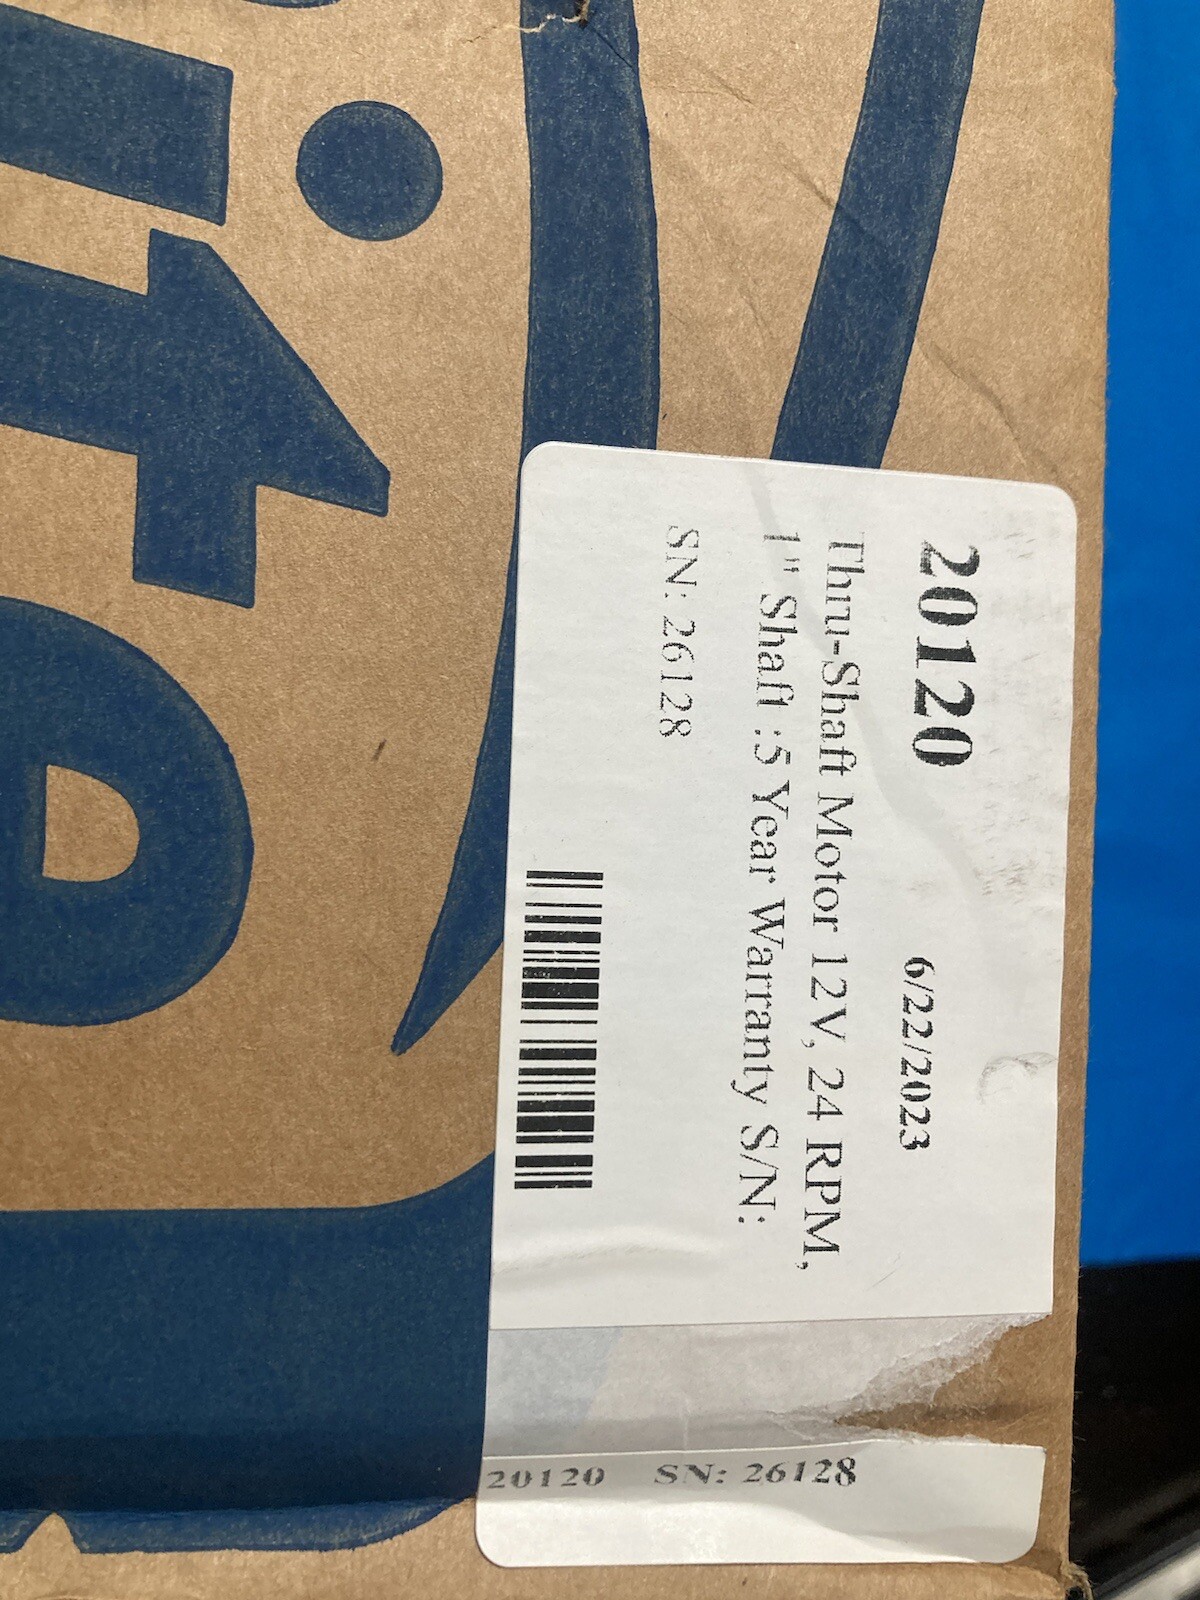 20120
6/22/2023
Thru-Shaft Motor 12V, 24 RPM,
1" Shaft :5 Year Warranty S/N:
SN: 26128
20120 SN: 26128